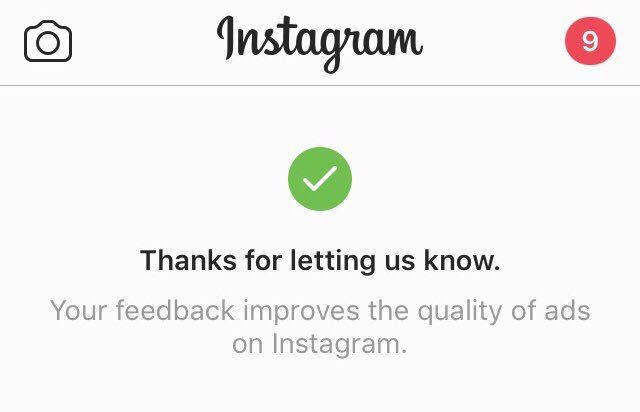 Instagram
9
Thanks for letting us know.
Your feedback improves the quality of ads
on Instagram.